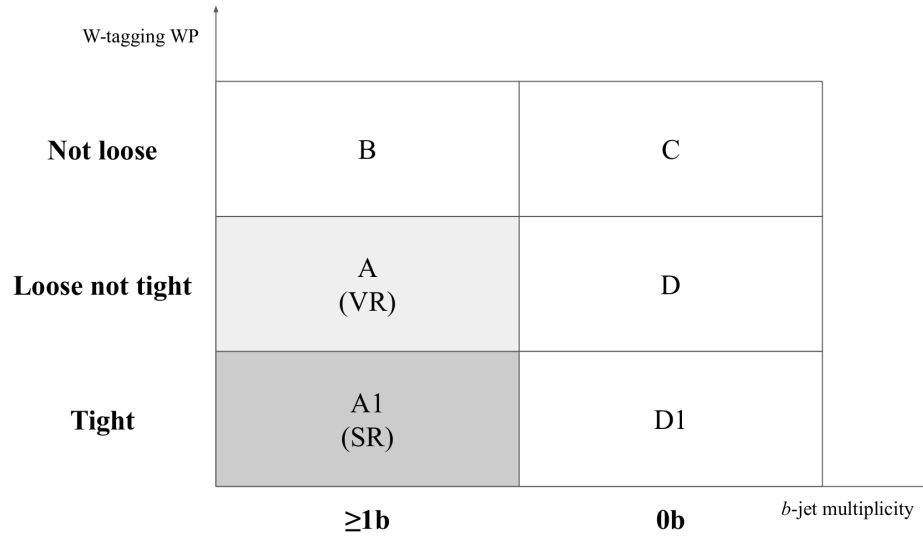 W-tagging WP
Not loose
B
C
Loose not tight
A
(VR)
D
Tight
A1
(SR)
D1
≥1b
0b
b-jet multiplicity